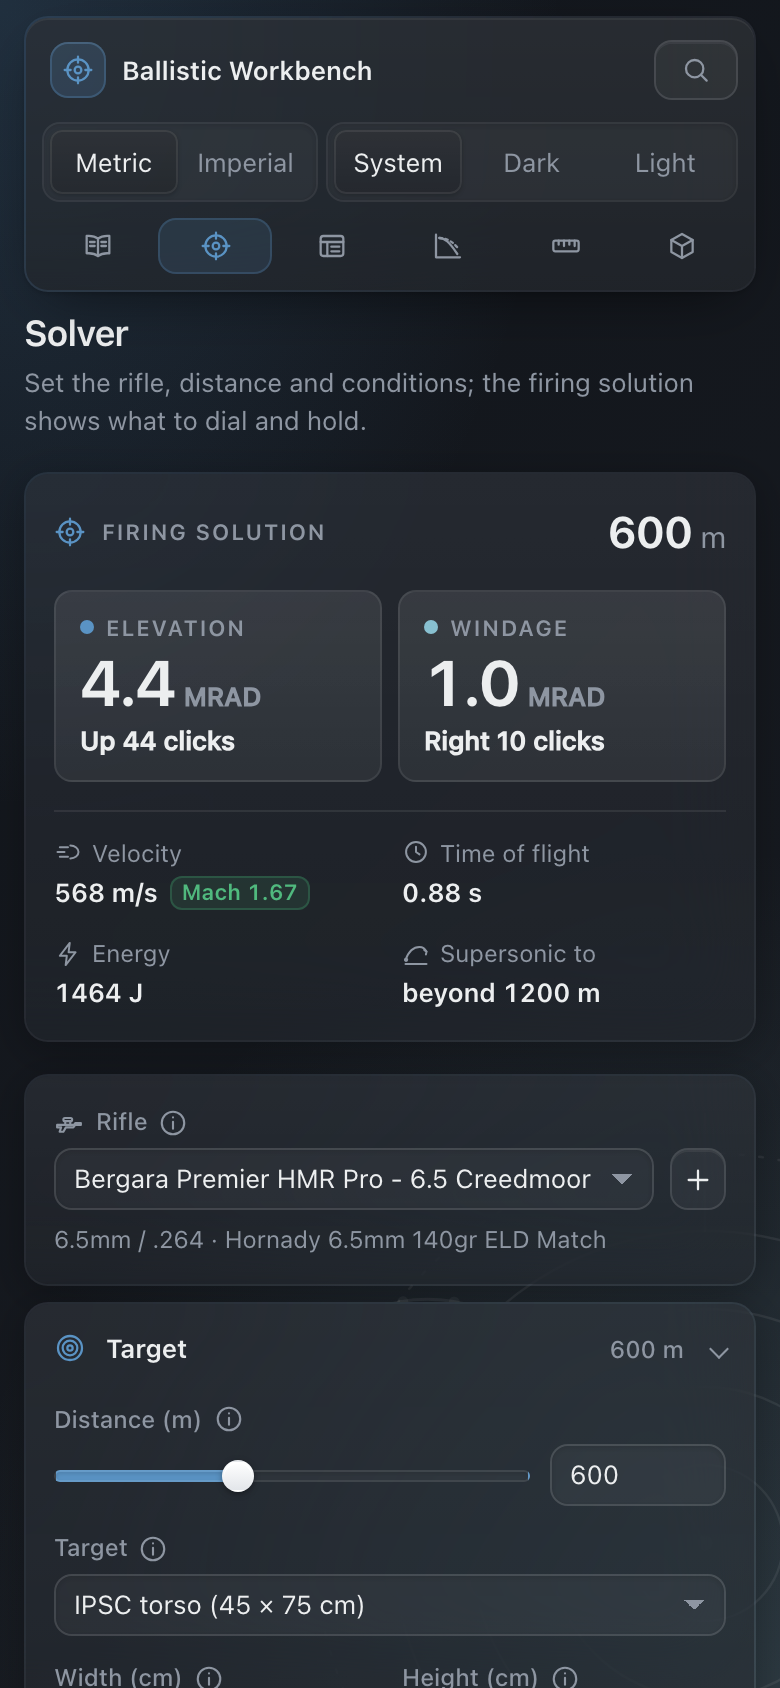 Ballistic Workbench
Metric Imperial System Dark Light
Solver
Set the rifle, distance and conditions; the firing solution
shows what to dial and hold.
FIRING SOLUTION 600 m
ELEVATION WINDAGE
4.4 MRAD 1.0 MRAD
Up 44 clicks Right 10 clicks
Velocity Time of flight
568 m/s Mach 1.67 0.88 s
Energy Supersonic to
1464 J beyond 1200 m
Rifle
Bergara Premier HMR Pro - 6.5 Creedmoor
6.5mm / .264 · Hornady 6.5mm 140gr ELD Match
Target 600 m
Distance (m)
600
Target
IPSC torso (45 × 75 cm)
Width (cm) Height (cm)